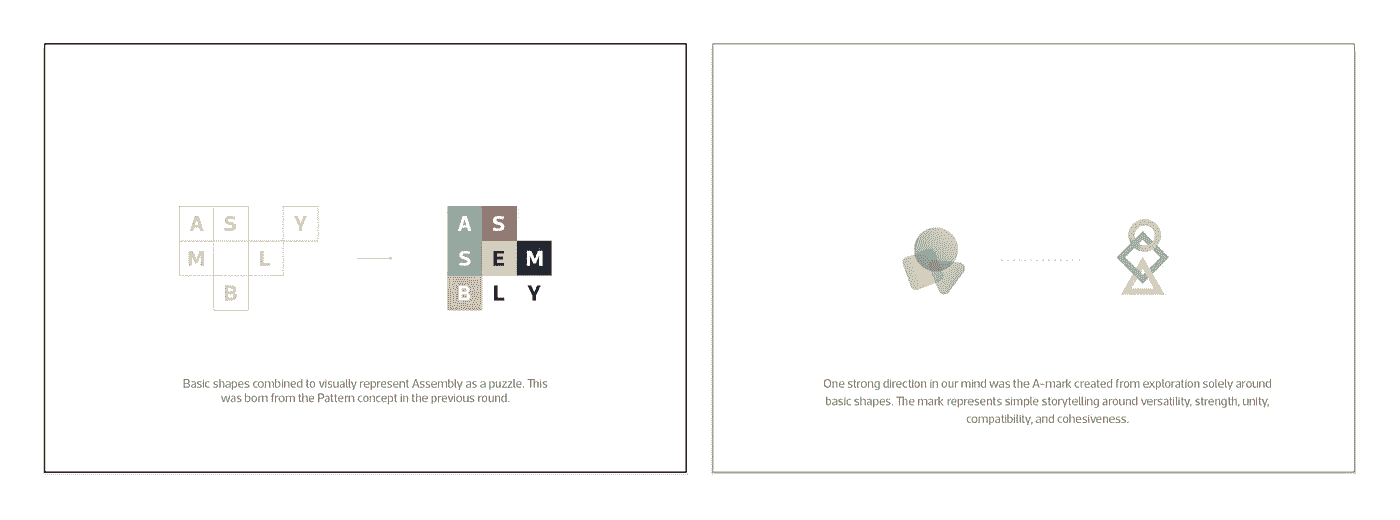 A S Y
M L
B
A S
S E M
B L Y
Basic shapes combined to visually represent Assembly as a puzzle. This
was born from the Pattern concept in the previous round.
One strong direction in our mind was the A-mark created from exploration solely around
basic shapes. The mark represents simple storytelling around versatility, strength, unity,
compatibility, and cohesiveness.